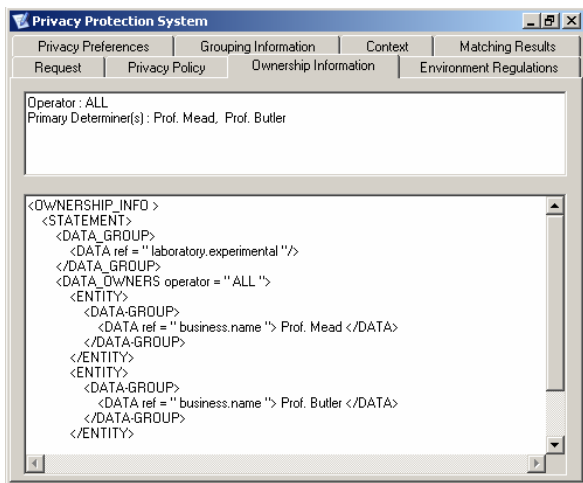 Privacy Protection System
Privacy Preferences Grouping Information Context Matching Results
Request Privacy Policy Ownership Information Environment Regulations
Operator : ALL
Primary Determiner(s) : Prof. Mead,  Prof. Butler
<OWNERSHIP_INFO >
<STATEMENT>
<DATA_GROUP>
<DATA ref = " laboratory.experimental "/>
</DATA_GROUP>
<DATA_OWNERS operator = " ALL ">
<ENTITY>
<DATA-GROUP>
<DATA ref = " business.name "> Prof. Mead </DATA>
</DATA-GROUP>
</ENTITY>
<ENTITY>
<DATA-GROUP>
<DATA ref = " business.name "> Prof. Butler </DATA>
</DATA-GROUP>
</ENTITY>